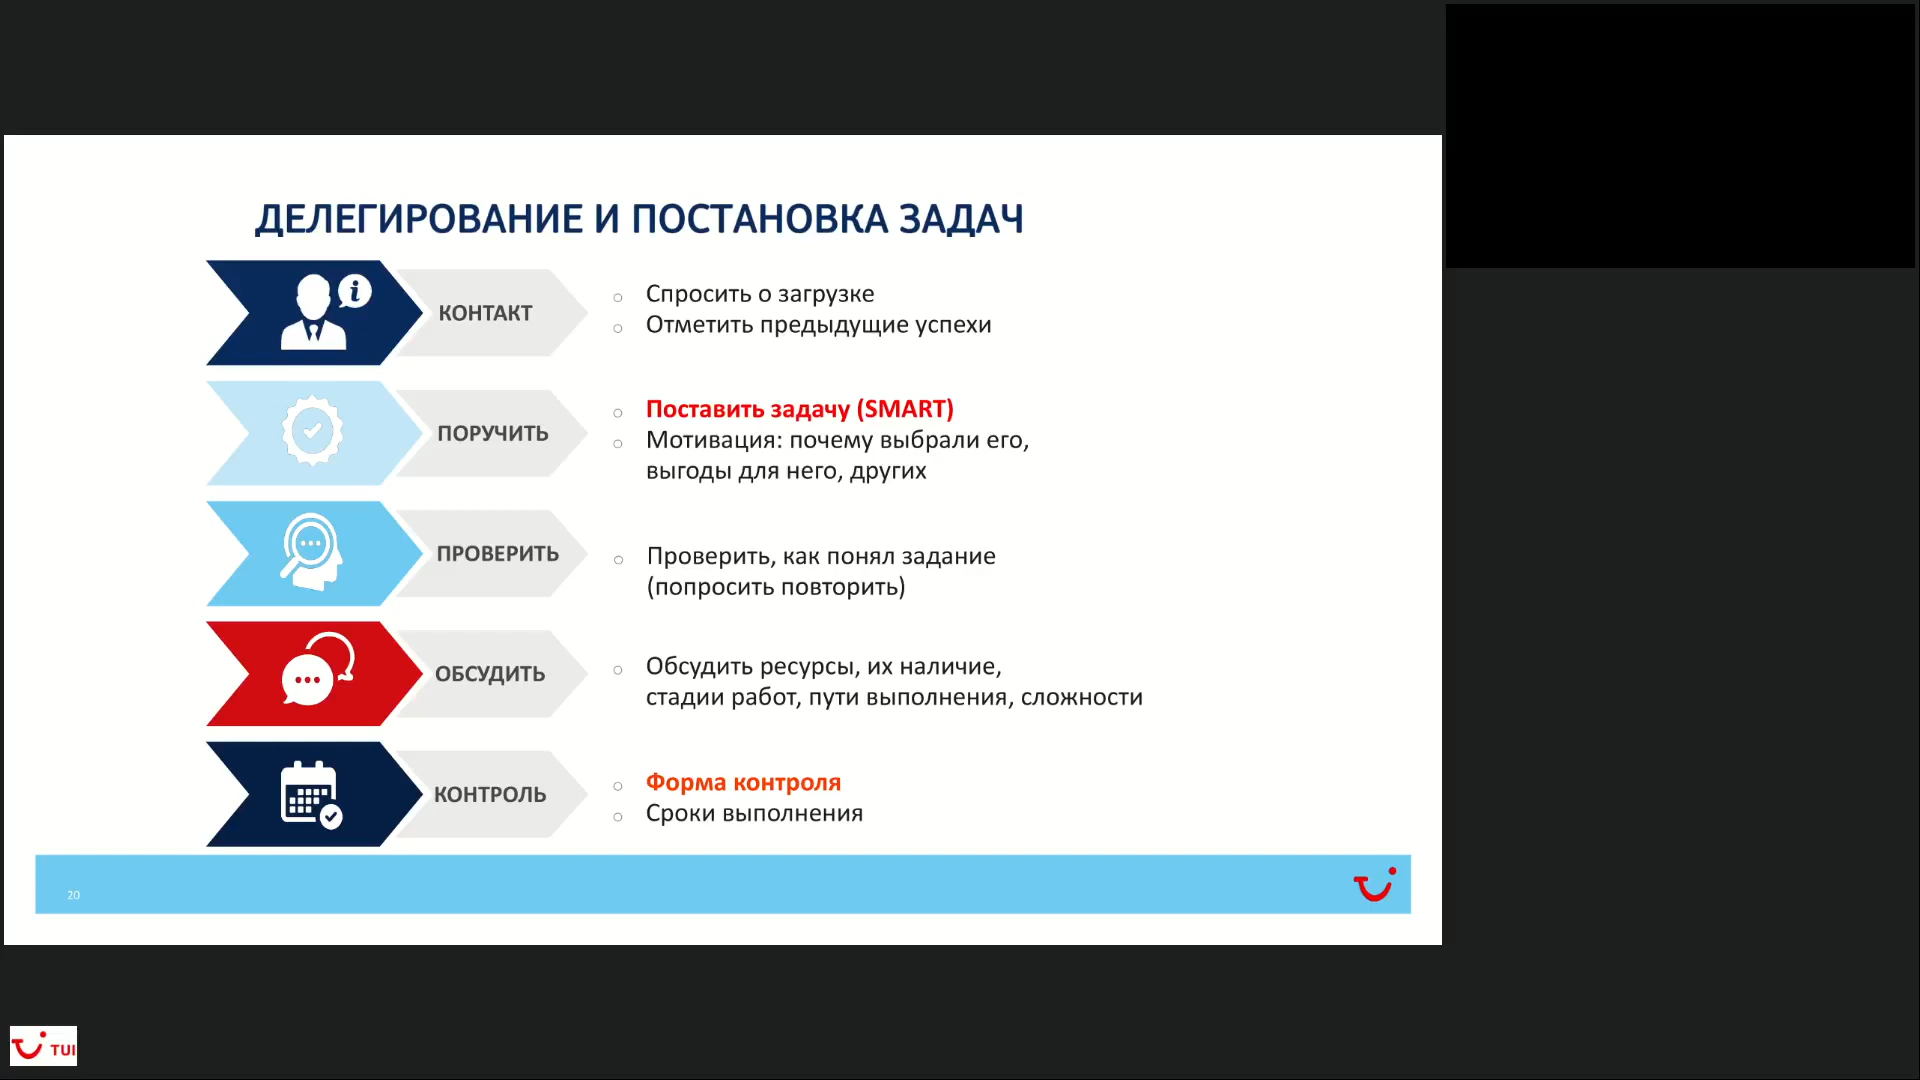 ДЕЛЕГИРОВАНИЕ И ПОСТАНОВКА ЗАДАЧ
КОНТАКТ
Спросить о загрузке
Отметить предыдущие успехи
ПОРУЧИТЬ
Поставить задачу (SMART)
Мотивация: почему выбрали его,
выгоды для него, других
ПРОВЕРИТЬ
Проверить, как понял задание
(попросить повторить)
ОБСУДИТЬ
Обсудить ресурсы, их наличие,
стадии работ, пути выполнения, сложности
КОНТРОЛЬ
Форма контроля
Сроки выполнения
20
TUI